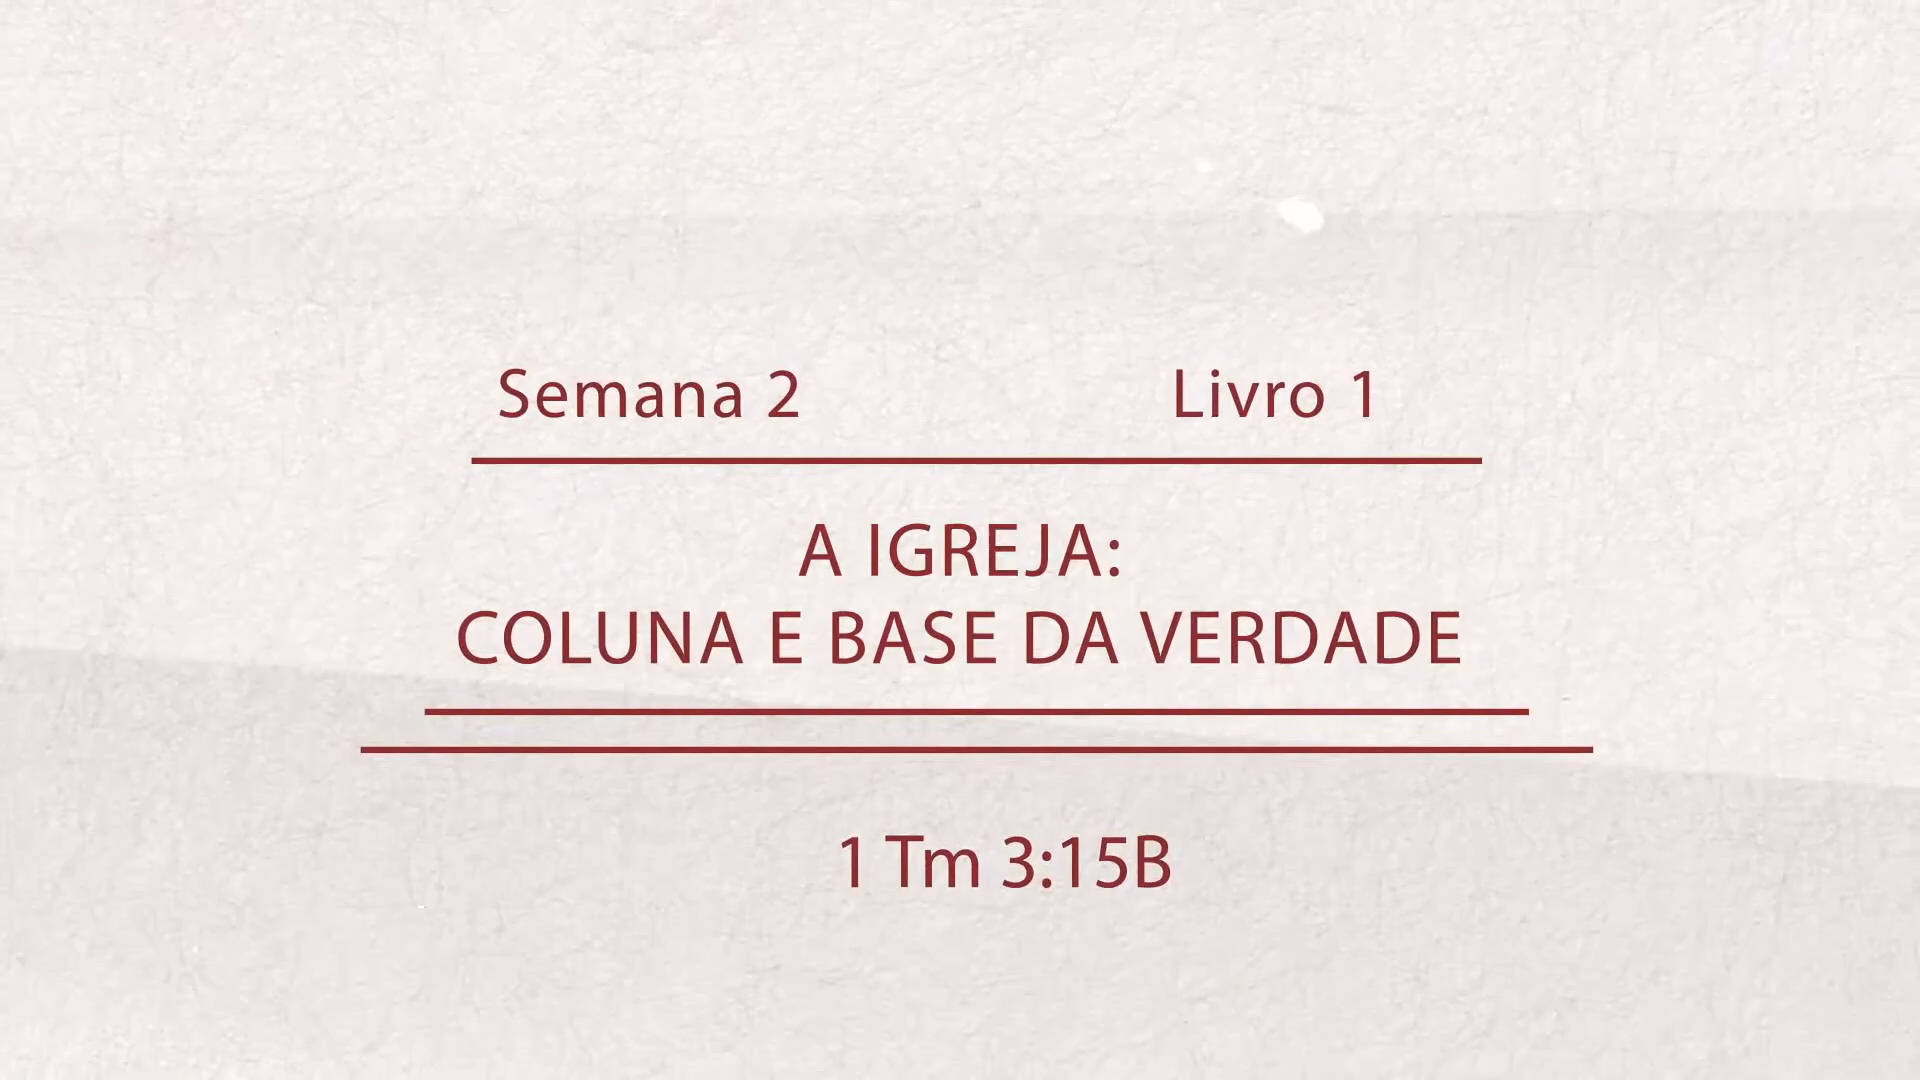 Semana 2 Livro 1
A IGREJA:
COLUNA E BASE DA VERDADE
1 Tm 3:15B